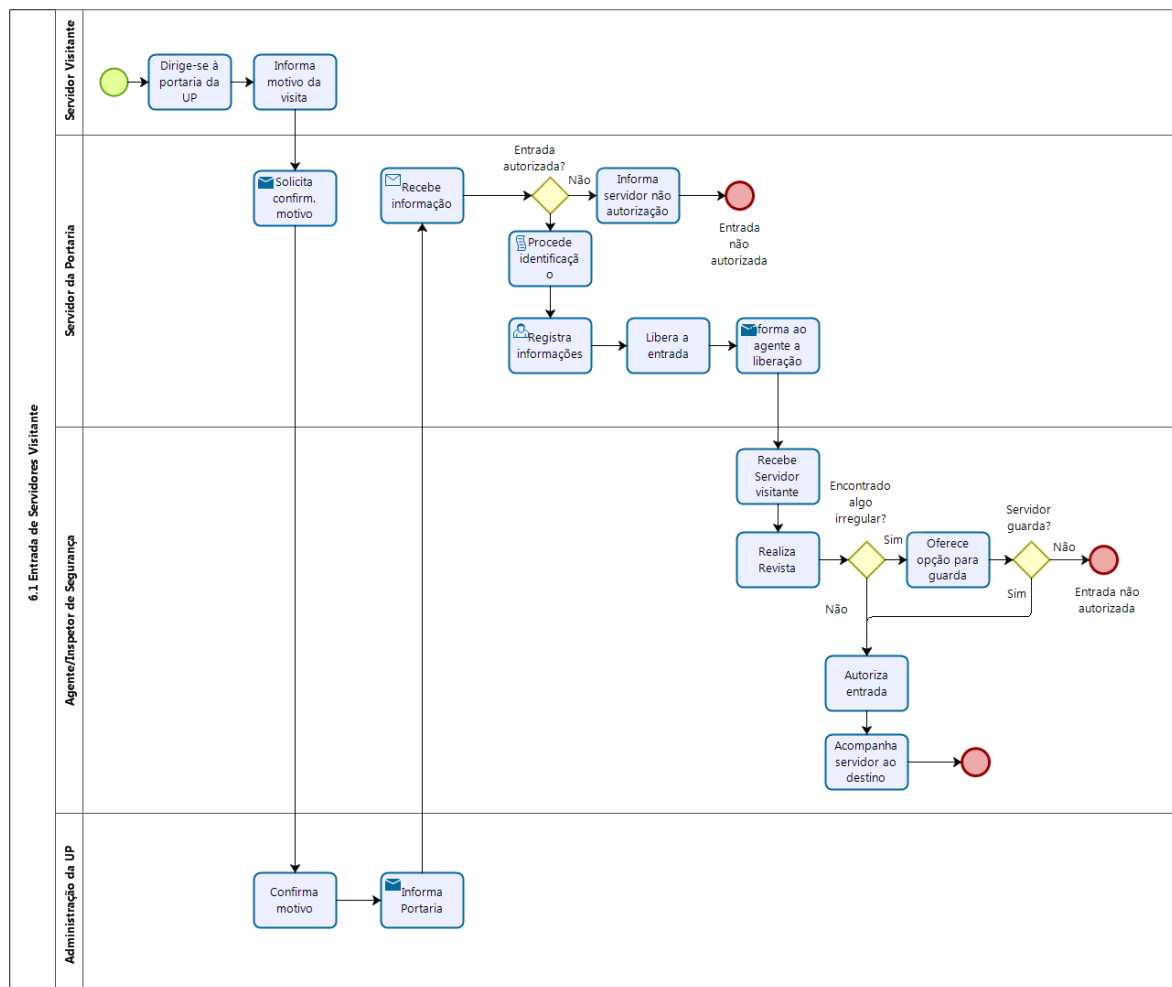 6.1 Entrada de Servidores Visitante
Servidor Visitante
Dirige-se à
portaria da
UP
Informa
motivo da
visita
Servidor da Portaria
Solicita
confirm.
motivo
Recebe
informação
Entrada
autorizada?
Não
Informa
servidor não
autorização
Entrada
não
autorizada
Procede
identificaçã
o
Registra
informações
Libera a
entrada
forma ao
agente a
liberação
Agente/Inspetor de Segurança
Recebe
Servidor
visitante
Realiza
Revista
Encontrado
algo
irregular?
Sim
Não
Oferece
opção para
guarda
Servidor
guarda?
Não
Sim
Entrada não
autorizada
Autoriza
entrada
Acompanha
servidor ao
destino
Administração da UP
Confirma
motivo
Informa
Portaria